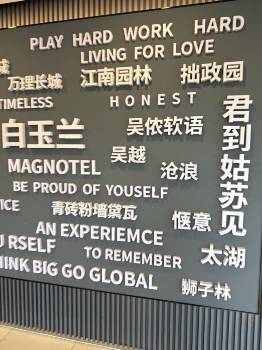 PLAY HARD WORK HARD
LIVING FOR LOVE
城
万理长城
江南园林
拙政园
TIMELESS
HONEST
君到姑苏见
白玉兰
吴侬软语
吴越
MAGNOTEL
沧浪
BE PROUD OF YOUSELF
青砖粉墙黛瓦
惬意
AN EXPERIEMCE
太湖
U RSELF
TO REMEMBER
HINK BIG GO GLOBAL
狮子林